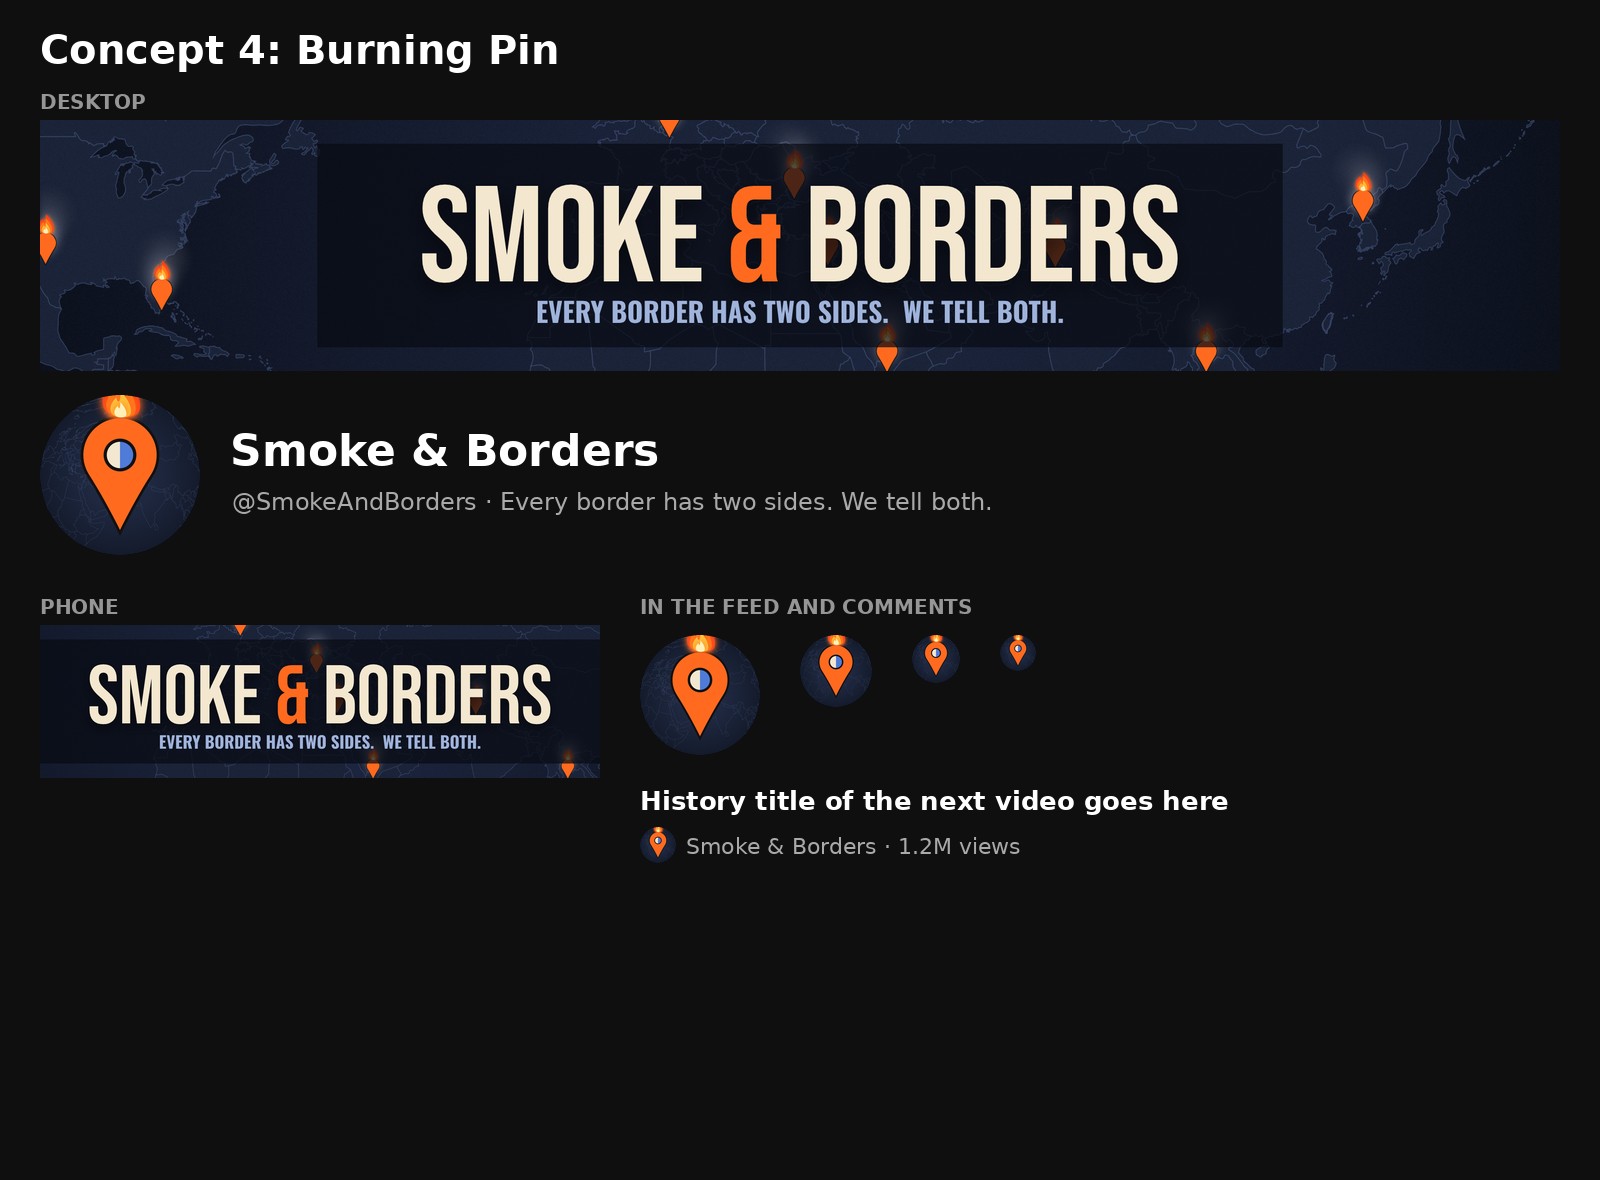 Concept 4: Burning Pin
DESKTOP
SMOKE & BORDERS
EVERY BORDER HAS TWO SIDES. WE TELL BOTH.
Smoke & Borders
@SmokeAndBorders · Every border has two sides. We tell both.
PHONE
SMOKE & BORDERS
EVERY BORDER HAS TWO SIDES. WE TELL BOTH.
IN THE FEED AND COMMENTS
History title of the next video goes here
Smoke & Borders · 1.2M views